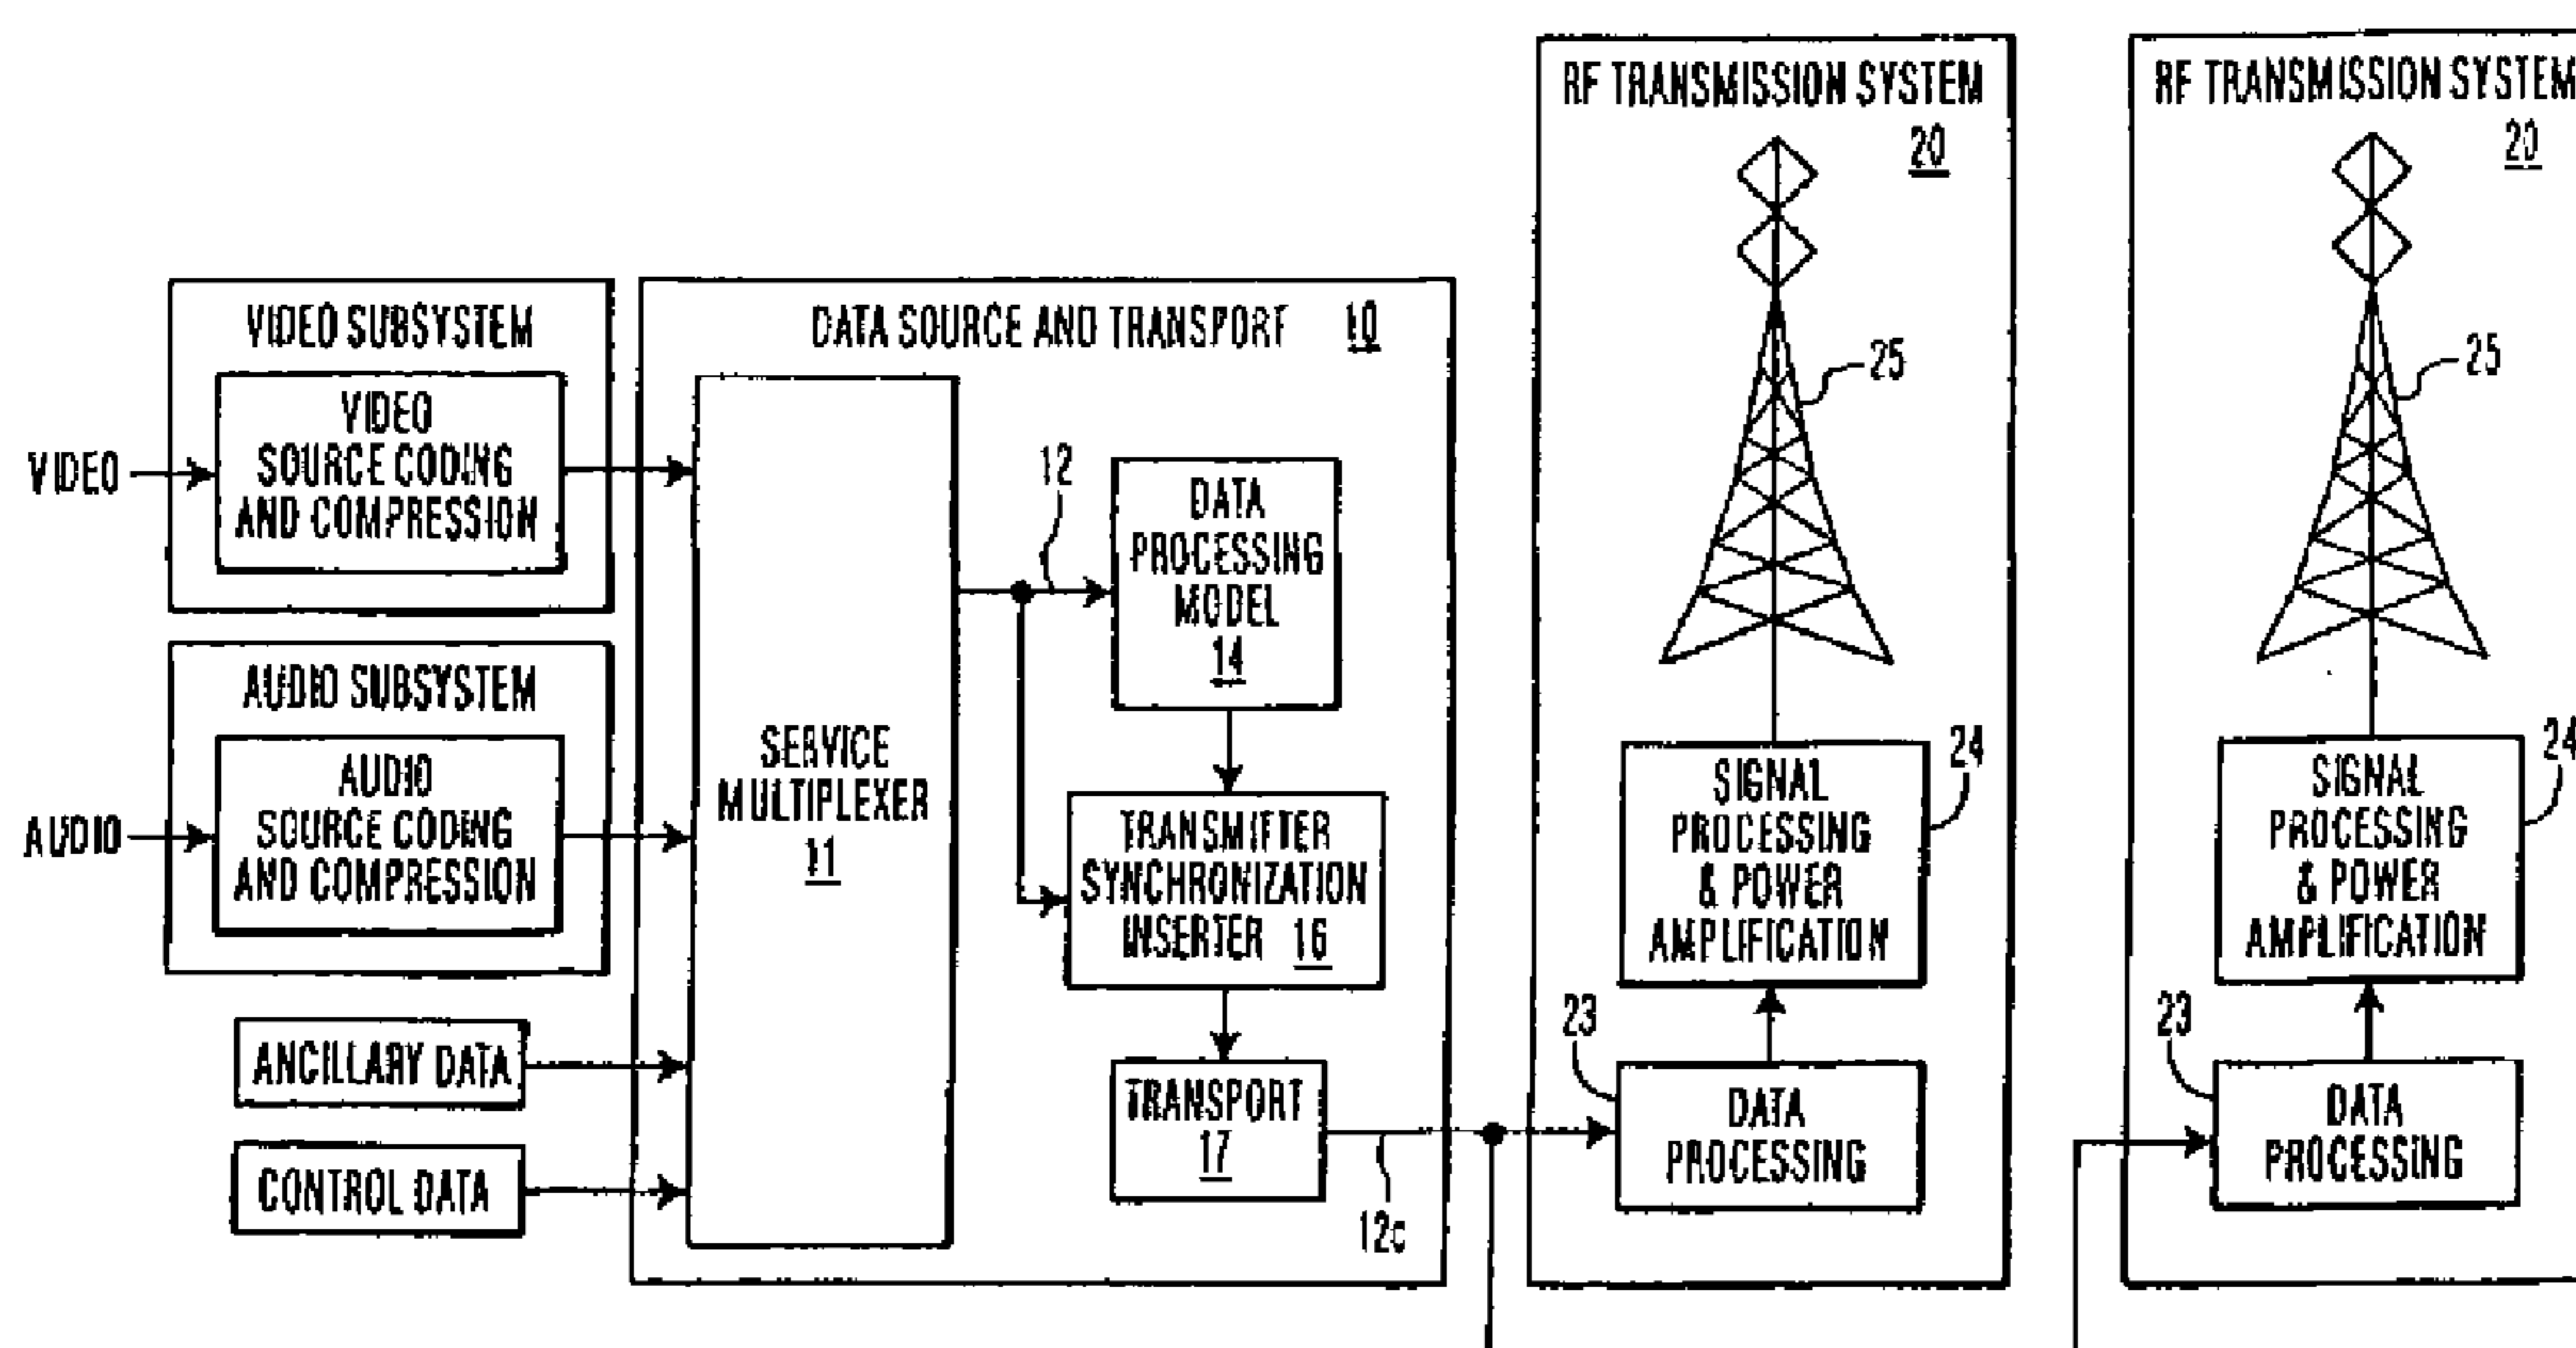 VIDEO
VIDEO SUBSYSTEM
VIDEO
SOURCE CODING
AND COMPRESSION
AUDIO
AUDIO SUBSYSTEM
AUDIO
SOURCE CODING
AND COMPRESSION
ANCILLARY DATA
CONTROL DATA
DATA SOURCE AND TRANSPORT 10
SERVICE
MULTIPLEXER
11
12
DATA
PROCESSING
MODEL
14
TRANSMIFTER
SYNCHRONIZATION
INSERTER 16
TRANSPORT
17
12c
RF TRANSMISSION SYSTEM
20
25
24
SIGNAL
PROCESSING
& POWER
AMPLIFICATION
23
DATA
PROCESSING
RF TRANSMISSION SYSTEM
20
25
24
SIGNAL
PROCESSING
& POWER
AMPLIFICATION
23
DATA
PROCESSING